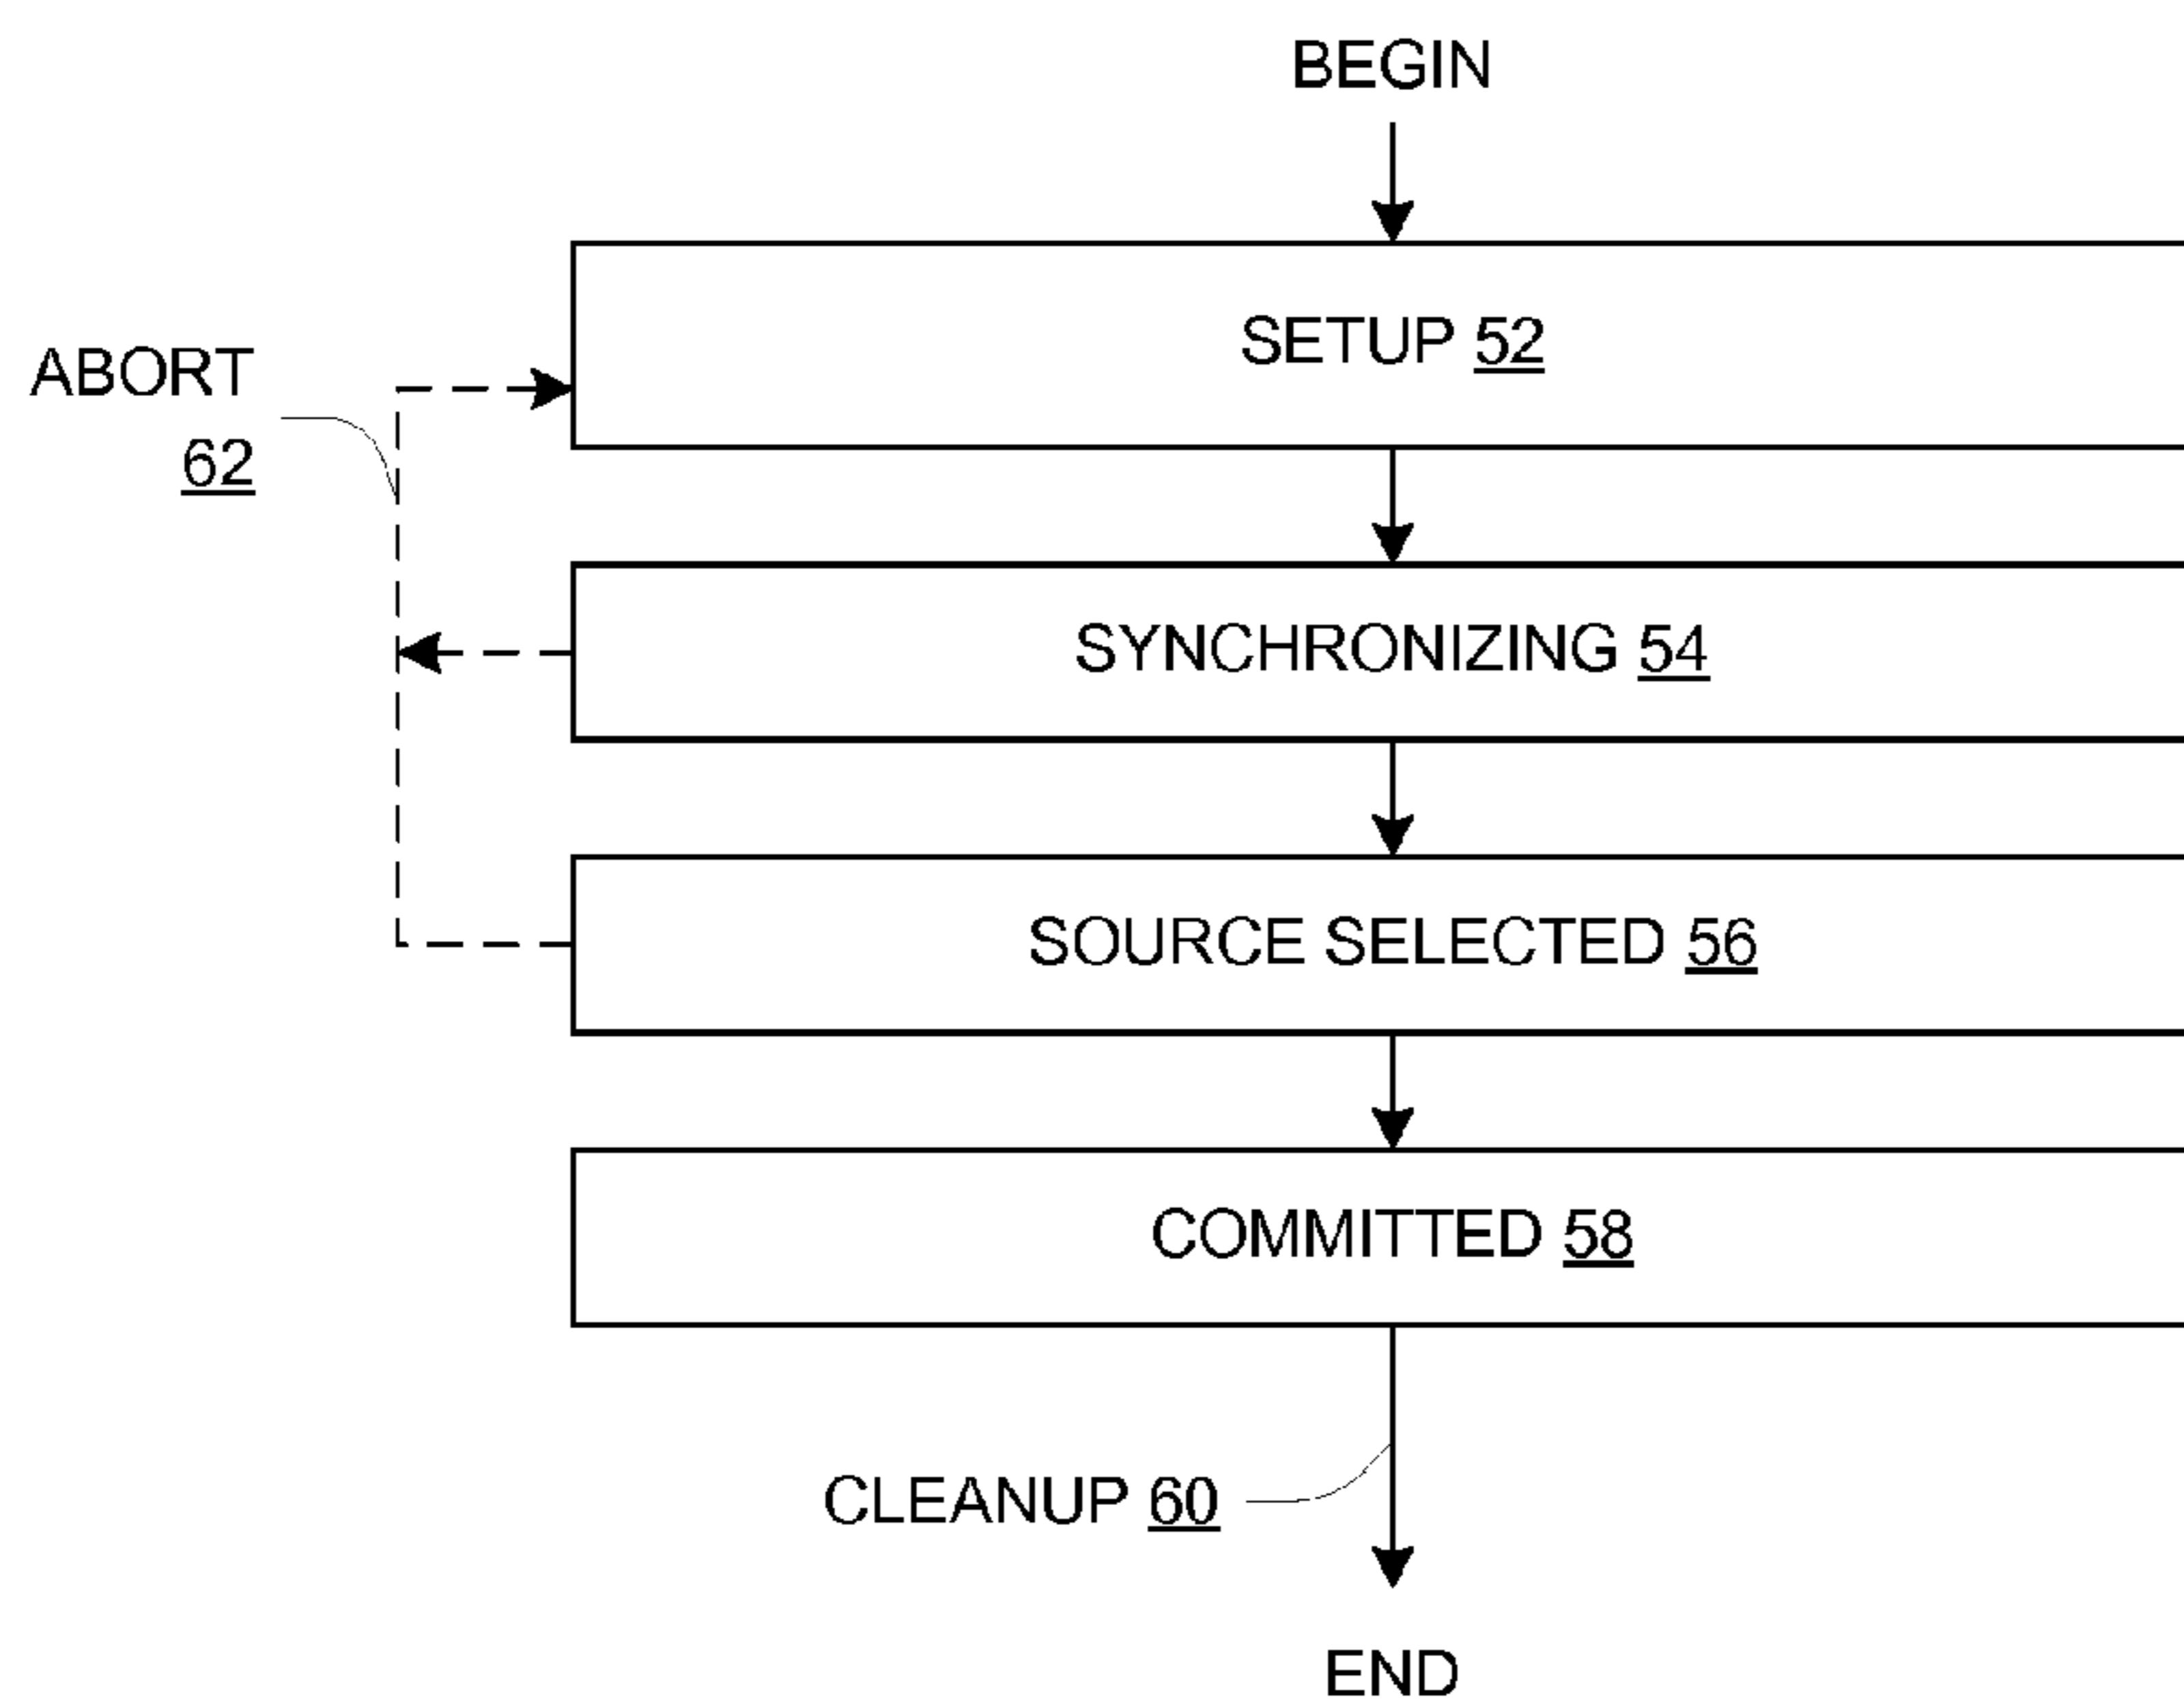 BEGIN
SETUP 52
ABORT
62
SYNCHRONIZING 54
SOURCE SELECTED 56
COMMITTED 58
CLEANUP 60
END